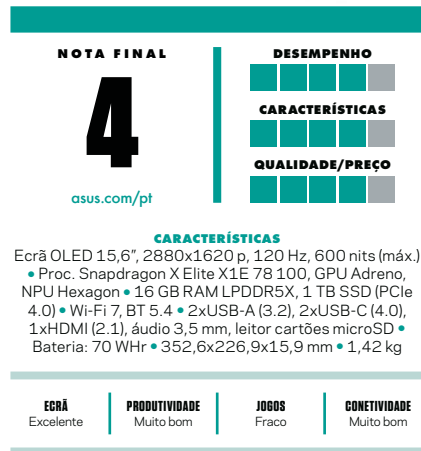 NOTA FINAL
4
asus.com/pt
DESEMPENHO
CARACTERÍSTICAS
QUALIDADE/PREÇO
CARACTERÍSTICAS
Ecrã OLED 15,6”, 2880x1620 p, 120 Hz, 600 nits (máx.)
• Proc. Snapdragon X Elite X1E 78 100, GPU Adreno,
NPU Hexagon • 16 GB RAM LPDDR5X, 1 TB SSD (PCIe
4.0) • Wi-Fi 7, BT 5.4 • 2xUSB-A (3.2), 2xUSB-C (4.0),
1xHDMI (2.1), áudio 3,5 mm, leitor cartões microSD •
Bateria: 70 WHr • 352,6x226,9x15,9 mm • 1,42 kg
ECRÃ
Excelente
PRODUTIVIDADE
Muito bom
JOGOS
Fraco
CONETIVIDADE
Muito bom